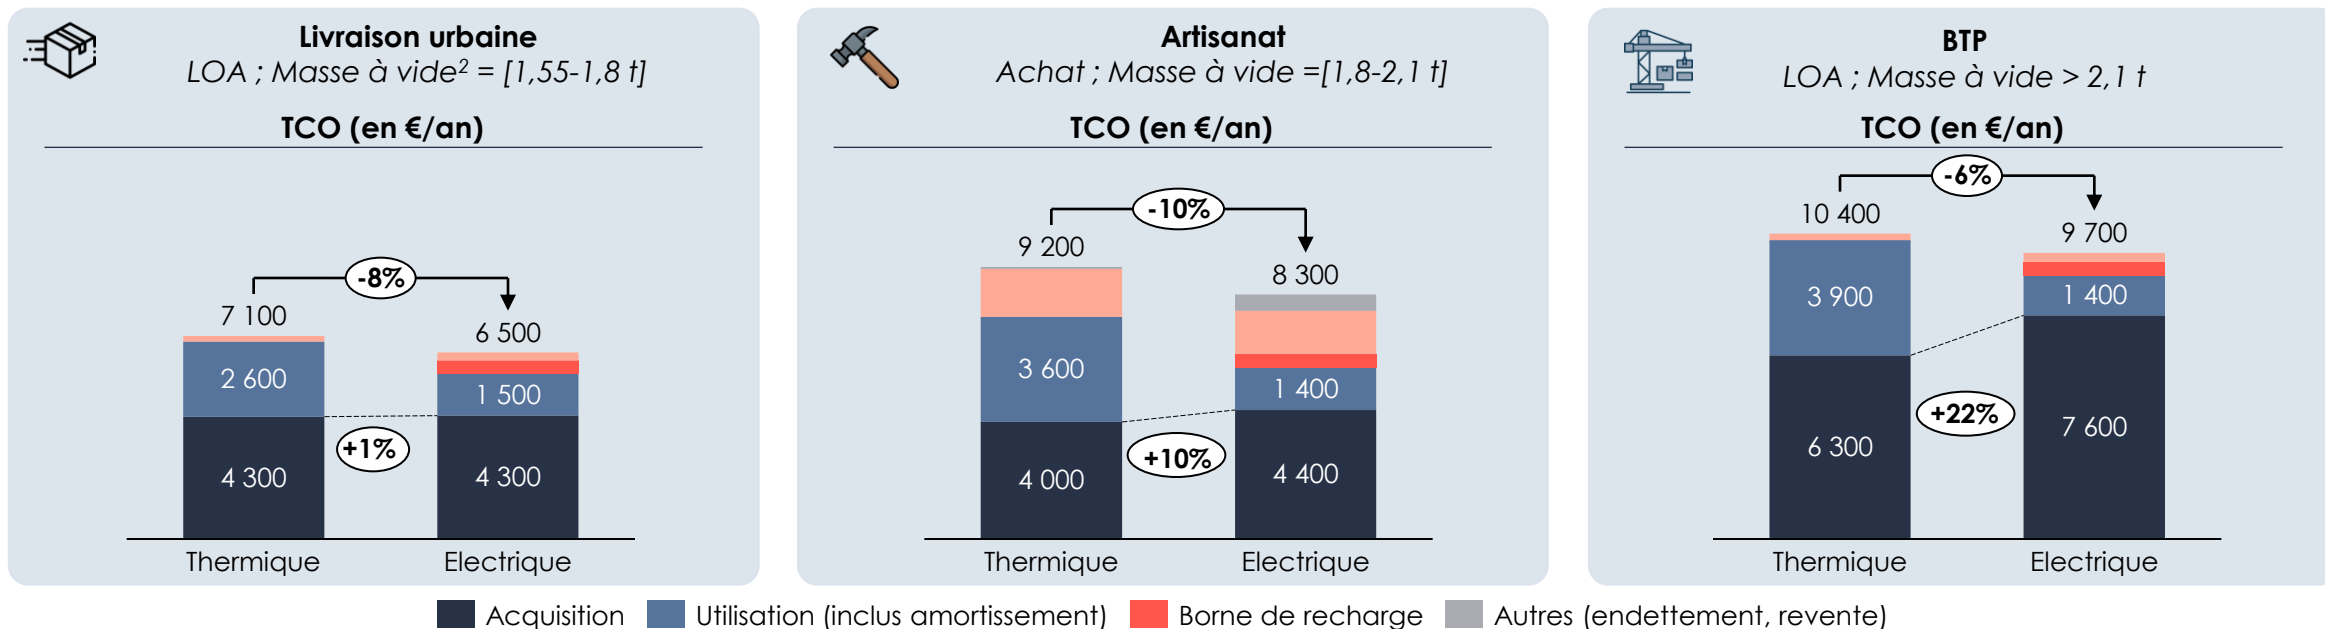 Livraison urbaine
LOA ; Masse à vide² = [1,55-1,8 t]
TCO (en €/an)
-8%
7 100
6 500
2 600
1 500
+1%
4 300
4 300
Thermique
Electrique
Artisanat
Achat ; Masse à vide =[1,8-2,1 t]
TCO (en €/an)
-10%
9 200
8 300
3 600
1 400
+10%
4 000
4 400
Thermique
Electrique
BTP
LOA ; Masse à vide > 2,1 t
TCO (en €/an)
-6%
10 400
9 700
3 900
1 400
+22%
6 300
7 600
Thermique
Electrique
Acquisition
Utilisation (inclus amortissement)
Borne de recharge
Autres (endettement, revente)